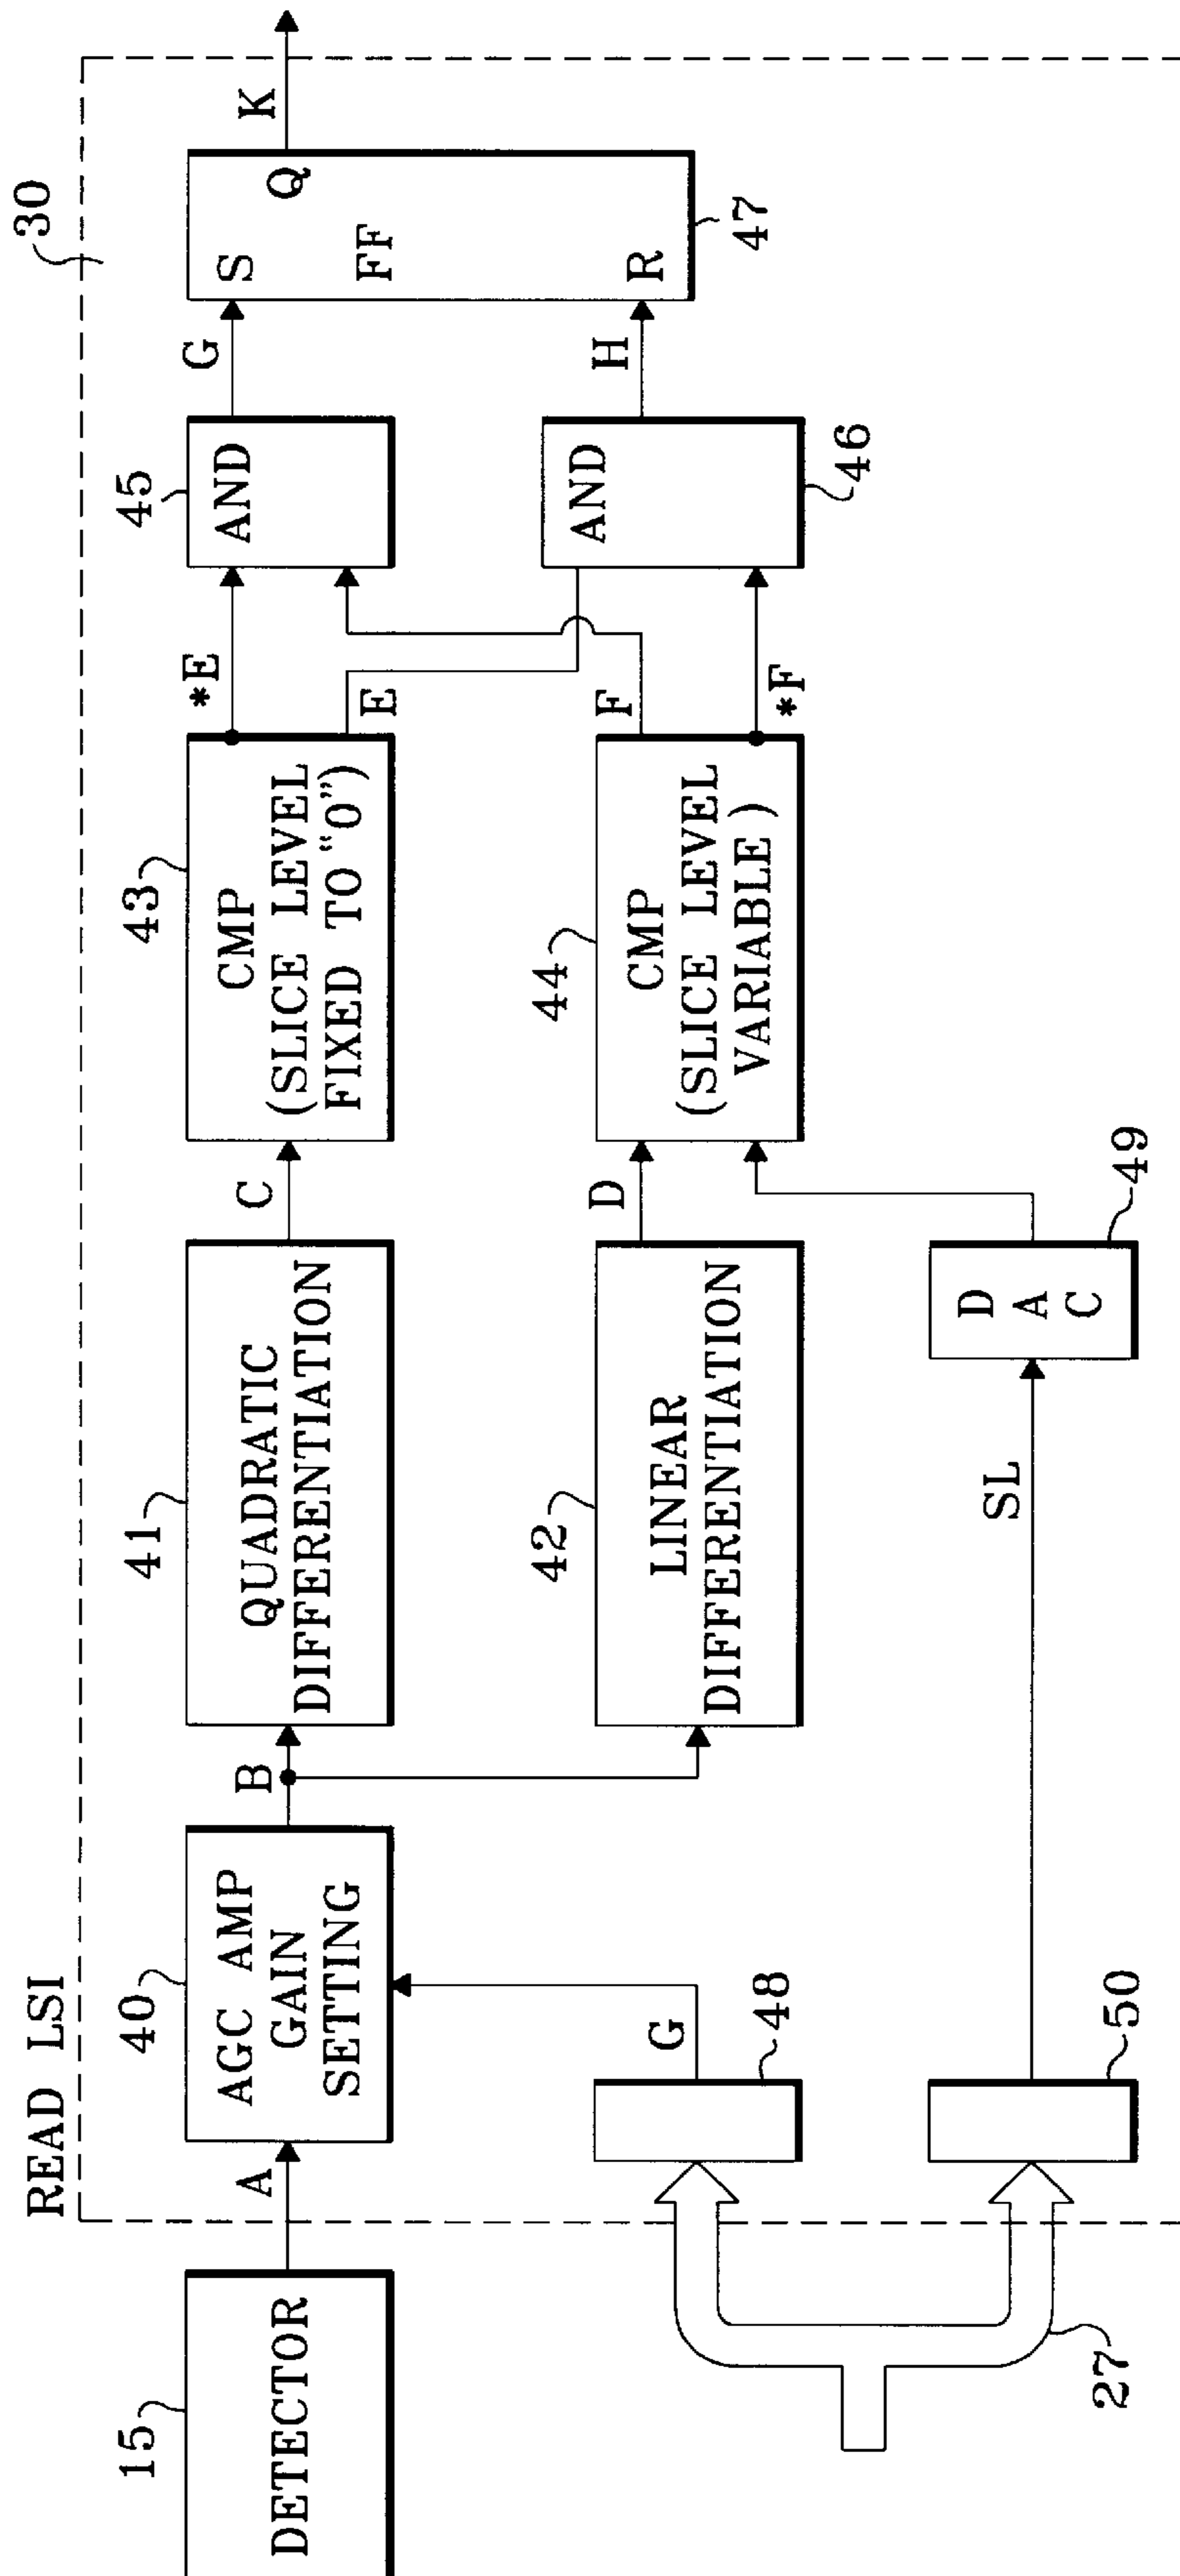 READ LSI
30
15
DETECTOR
A
40
AGC AMP
GAIN
SETTING
B
41
QUADRATIC
DIFFERENTIATION
C
43
CMP
(SLICE LEVEL
FIXED TO “0”)
*E
E
45
AND
G
S
Q
FF
R
47
K
42
LINEAR
DIFFERENTIATION
D
44
CMP
(SLICE LEVEL
VARIABLE )
F
*F
AND
46
H
G
48
27
50
SL
D
A
C
49